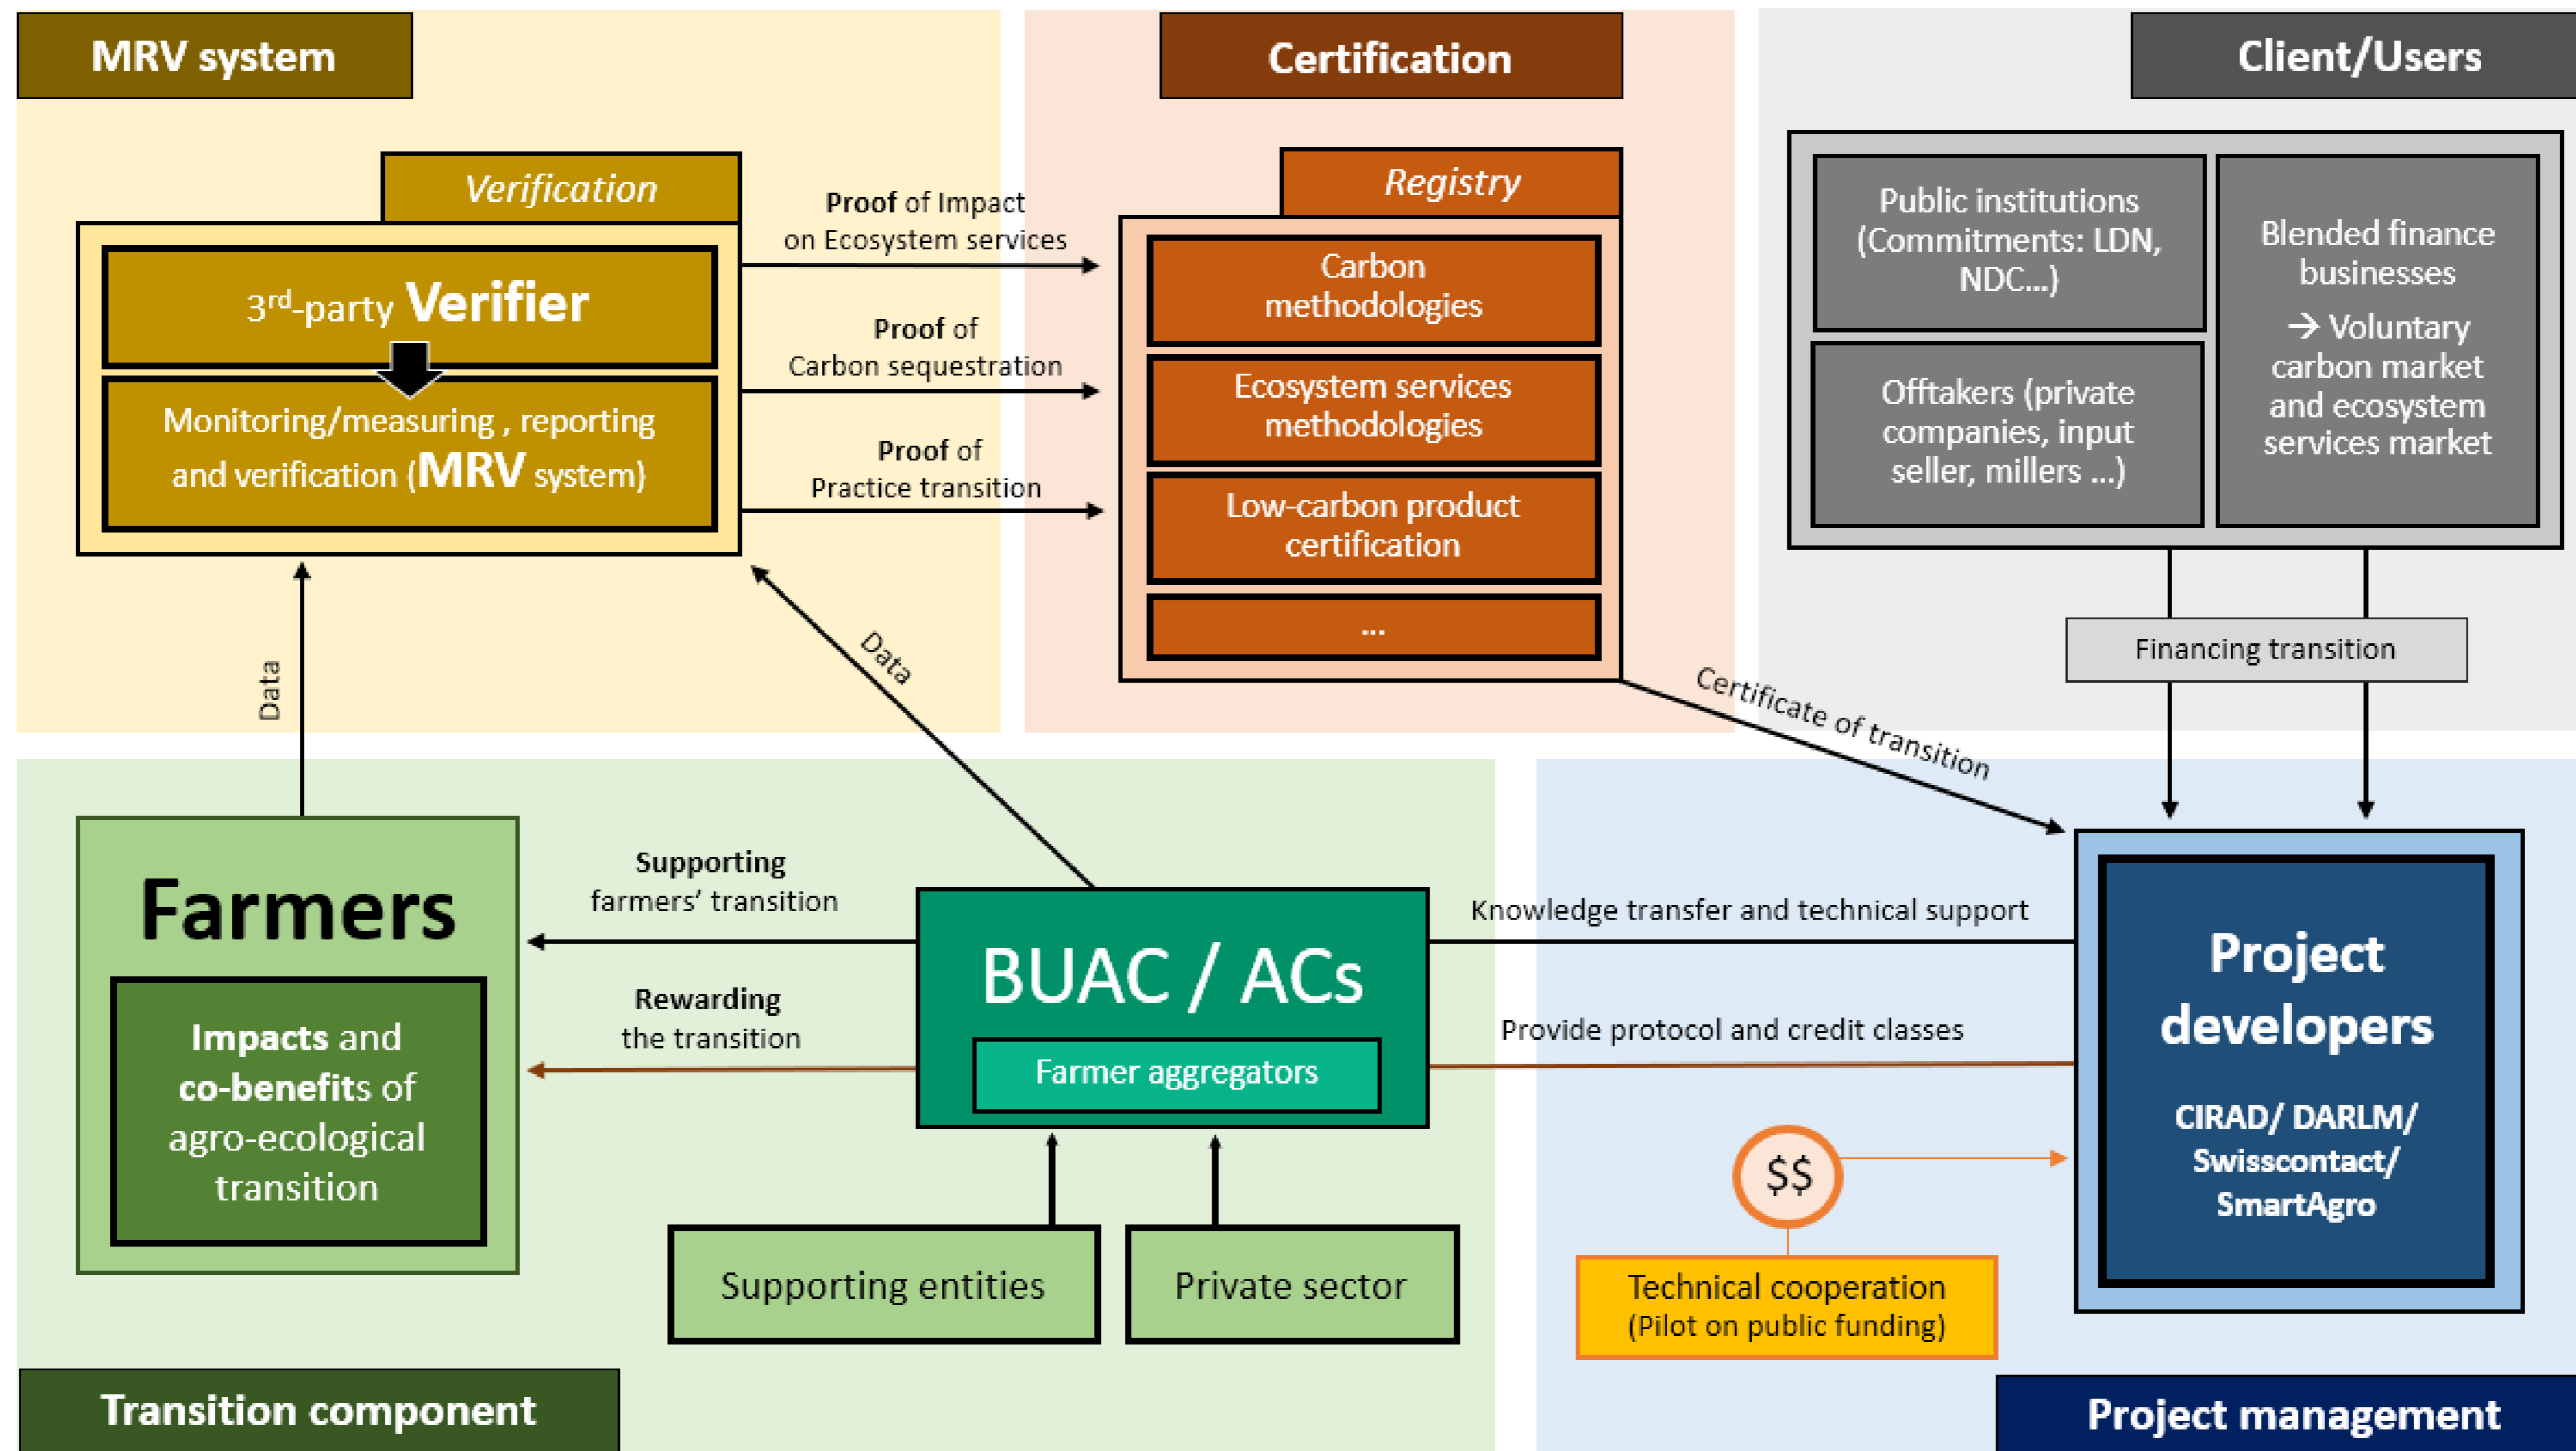 MRV system
Verification
3rd-party Verifier
Monitoring/measuring , reporting
and verification (MRV system)
Proof of Impact
on Ecosystem services
Proof of
Carbon sequestration
Proof of
Practice transition
Data
Data
Certification
Registry
Carbon
methodologies
Ecosystem services
methodologies
Low-carbon product
certification
...
Certificate of transition
Client/Users
Public institutions
(Commitments: LDN,
NDC...)
Offtakers (private
companies, input
seller, millers ...)
Blended finance
businesses
→ Voluntary
carbon market
and ecosystem
services market
Financing transition
Farmers
Impacts and
co-benefits of
agro-ecological
transition
Supporting
farmers' transition
Rewarding
the transition
BUAC / ACs
Farmer aggregators
Supporting entities
Private sector
Transition component
Knowledge transfer and technical support
Provide protocol and credit classes
$$
Technical cooperation
(Pilot on public funding)
Project
developers
CIRAD/ DARLM/
Swisscontact/
SmartAgro
Project management